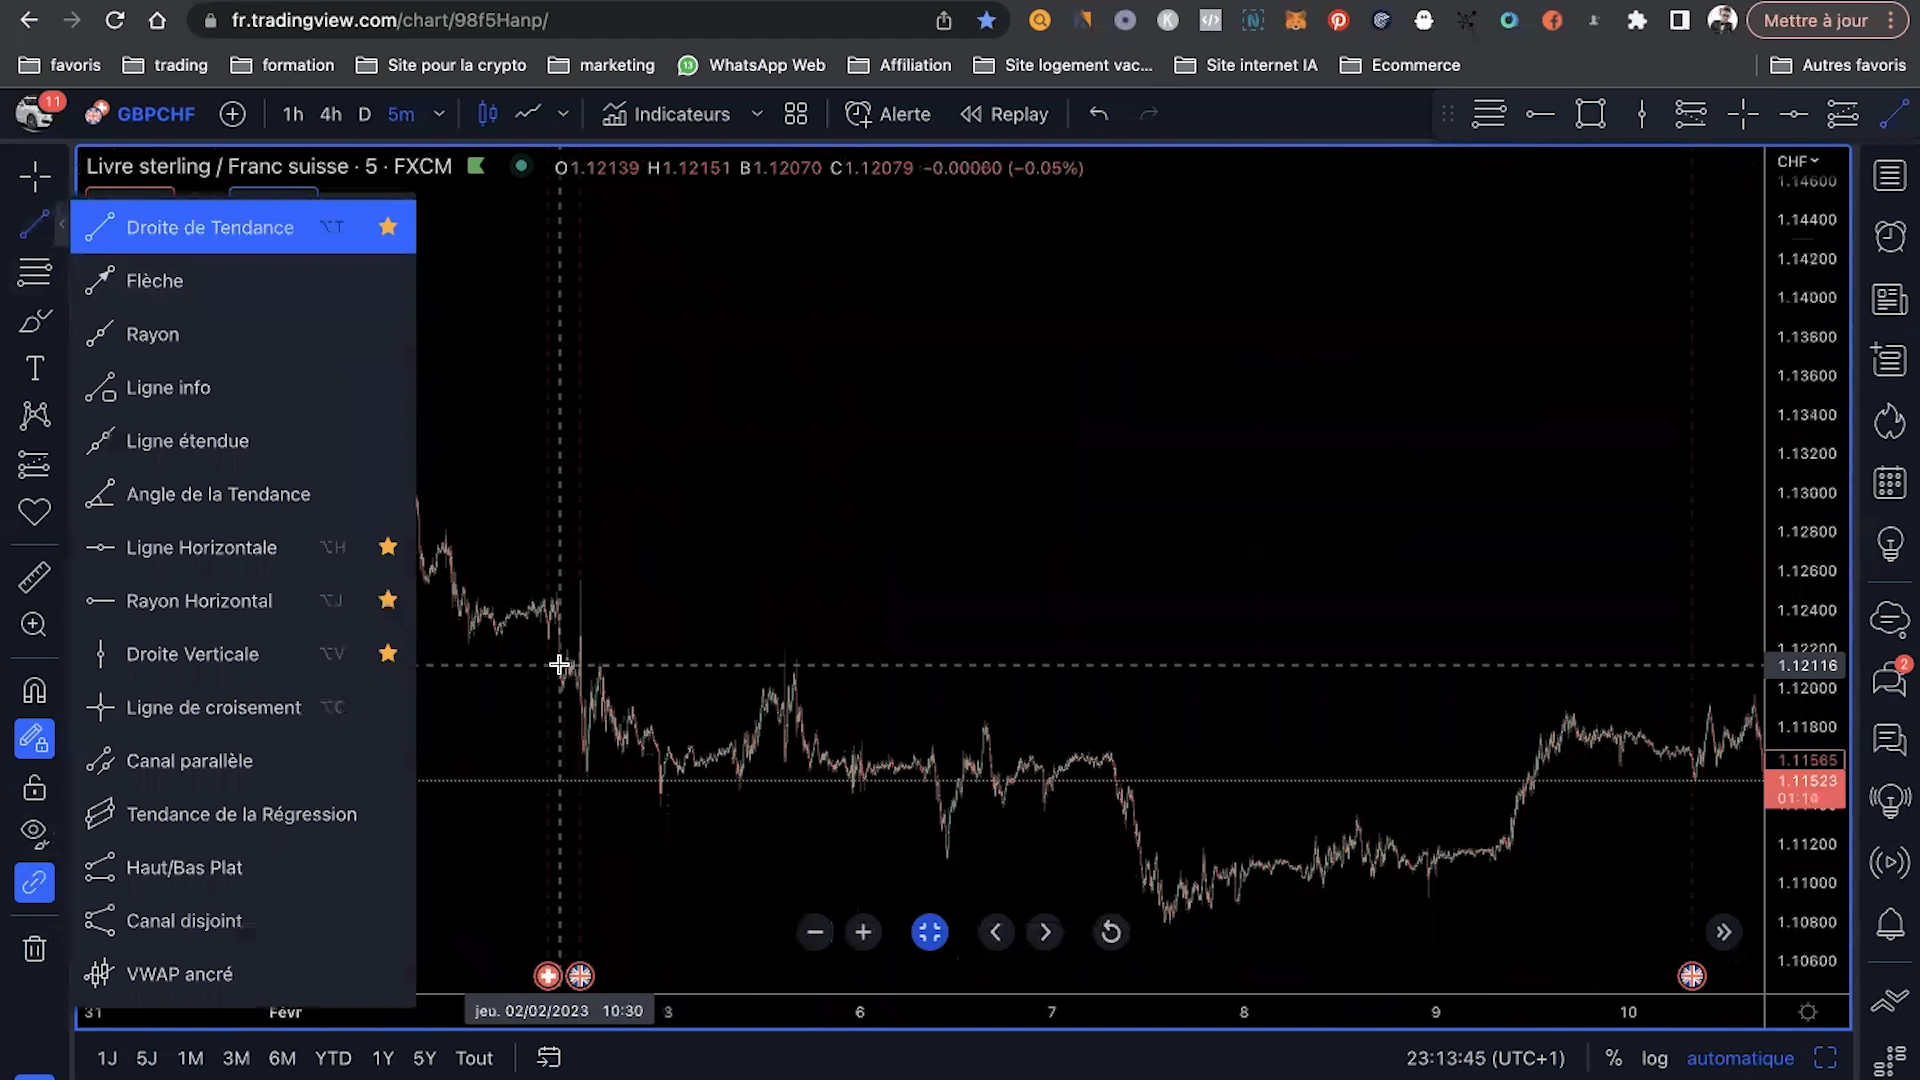 fr.tradingview.com/chart/98f5Hanp/
Mettre à jour
favoris
trading
formation
Site pour la crypto
marketing
13
WhatsApp Web
Affiliation
Site logement vac...
Site internet IA
Ecommerce
Autres favoris
11
GBPCHF
1h 4h D 5m
Indicateurs
Alerte
Replay
Livre sterling / Franc suisse · 5 · FXCM
O1.12139 H1.12151 B1.12070 C1.12079 −0.00060 (−0.05%)
CHF
1.14600
1.14400
1.14200
1.14000
1.13800
1.13600
1.13400
1.13200
1.13000
1.12800
1.12600
1.12400
1.12200
1.12116
1.12000
1.11800
1.11565
1.11523
01:14
1.11200
1.11000
1.10800
1.10600
2
Droite de Tendance ⌥T
Flèche
Rayon
Ligne info
Ligne étendue
Angle de la Tendance
Ligne Horizontale ⌥H
Rayon Horizontal ⌥J
Droite Verticale ⌥V
Ligne de croisement ⌥C
Canal parallèle
Tendance de la Régression
Haut/Bas Plat
Canal disjoint
VWAP ancré
31 Févr jeu. 02/02/2023 10:30 3 6 7 8 9 10
1J 5J 1M 3M 6M YTD 1Y 5Y Tout
23:13:45 (UTC+1) % log automatique